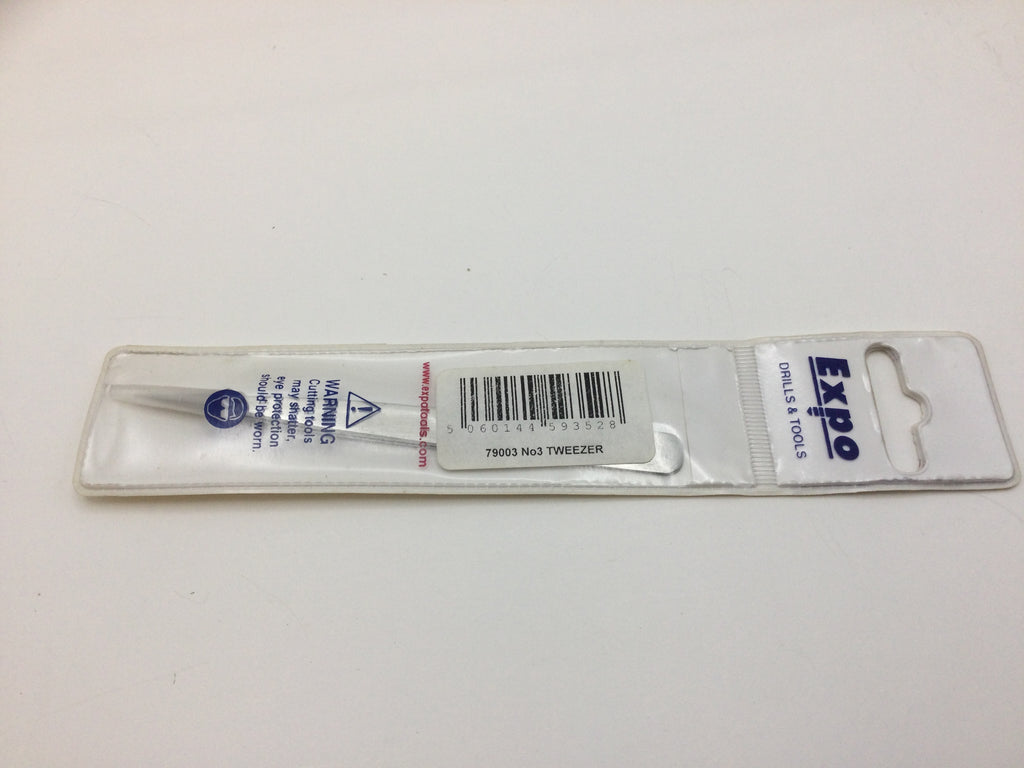 Expo
DRILLS & TOOLS
5 060144 593528
79003 No3 TWEEZER
www.expotools.com
WARNING
Cutting tools
may shatter,
eye protection
should be worn.